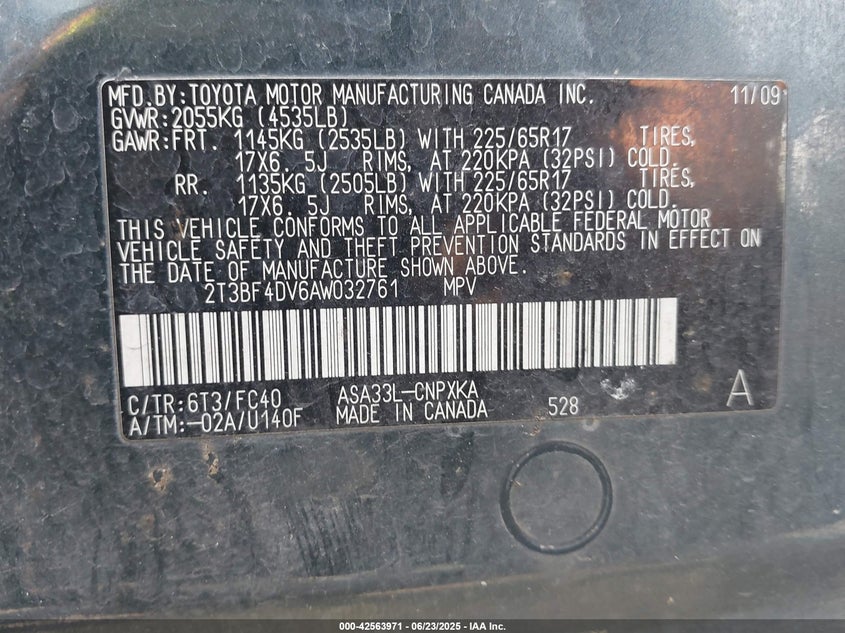 MFD.BY:TOYOTA MOTOR MANUFACTURING CANADA INC. 11/09
GVWR:2055KG (4535LB)
GAWR:FRT. 1145KG (2535LB) WITH 225/65R17 TIRES,
17X6.5J RIMS, AT 220KPA (32PSI) COLD.
RR. 1135KG (2505LB) WITH 225/65R17 TIRES,
17X6.5J RIMS, AT 220KPA (32PSI) COLD.
THIS VEHICLE CONFORMS TO ALL APPLICABLE FEDERAL MOTOR
VEHICLE SAFETY AND THEFT PREVENTION STANDARDS IN EFFECT ON
THE DATE OF MANUFACTURE SHOWN ABOVE.
2T3BF4DV6AW032761 MPV
C/TR:6T3/FC40 ASA33L-CNPXKA A
A/TM:-02A/U140F MADE IN CANADA 528
000-42563971 - 06/23/2025 - IAA Inc.